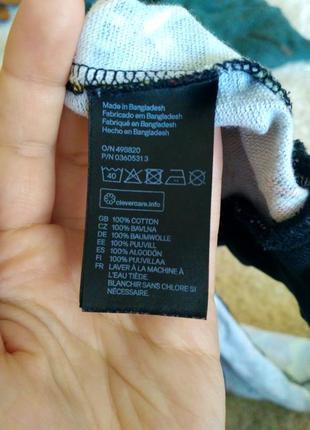 Made in Bangladesh
Fabricado em Bangladesh
Fabriqué en Bangladesh
Hecho en Bangladesh
O/N 498820
P/N 03605313
40
clevercare.info
GB 100% COTTON
CZ 100% BAVLNA
DE 100% BAUMWOLLE
EE 100% PUUVILL
ES 100% ALGODÓN
FI 100% PUUVILLAA
FR LAVER À LA MACHINE À
L'EAU TIÈDE.
BLANCHIR SANS CHLORE SI
NÉCESSAIRE.